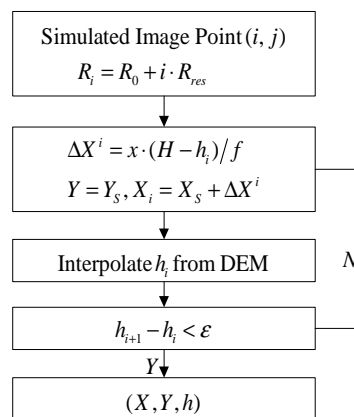 Simulated Image Point (i, j)
R_i = R_0 + i · R_res
ΔX^i = x · (H − h_i) / f
Y = Y_S, X_i = X_S + ΔX^i
Interpolate h_i from DEM
N
h_{i+1} − h_i < ε
Y
(X, Y, h)